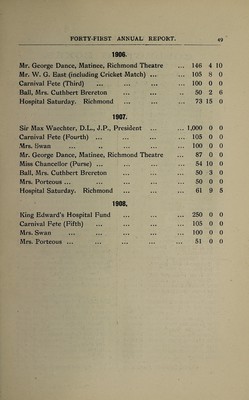 FORTY-FIRST ANNUAL REPORT. 49
1906.
Mr. George Dance, Matinee, Richmond Theatre ... 146 4 10
Mr. W. G. East (including Cricket Match) ... ... 105 8 0
Carnival Fete (Third) ... ... ... ... 100 0 0
Ball, Mrs. Cuthbert Brereton ... ... .. 50 2 6
Hospital Saturday. Richmond ... ... ... 73 15 0
1907.
Sir Max Waechter, D.L., J.P., President ... ... 1,000 0 0
Carnival Fete (Fourth) ... ... ... ... 105 0 0
Mrs. Swan ... .. ... ... ... 100 0 0
Mr. George Dance, Matinee, Richmond Theatre ... 87 0 0
Miss Chancellor (Purse) ... ... ... ... 54 10 0
Ball, Mrs. Cuthbert Brereton ... ... ... 50 3 0
Mrs. Porteous ... ... ... ... ... 50 0 0
Hospital Saturday. Richmond ... ... ... 61 9 5
1908.
King Edward's Hospital Fund ... ... ... 250 0 0
Carnival Fete (Fifth) ... ... ... ... 105 0 0
Mrs. Swan ... ... ... ... ... 100 0 0
Mrs. Porteous ... ... ... ... ... 51 0 0